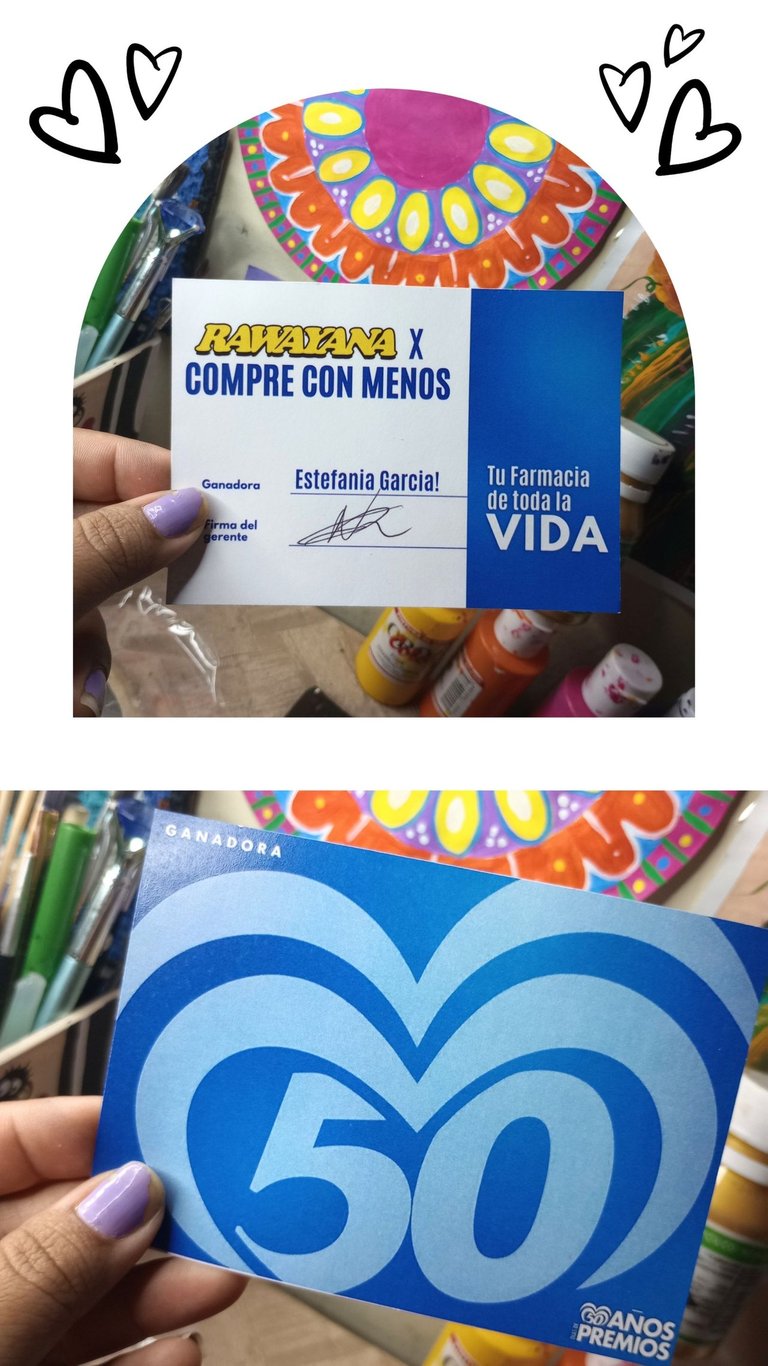 RAWAYANA X
COMPRE CON MENOS
Ganadora
Estefania Garcia!
Firma del
gerente
Tu Farmacia
de toda la
VIDA
GANADORA
50
50 AÑOS
PREMIOS